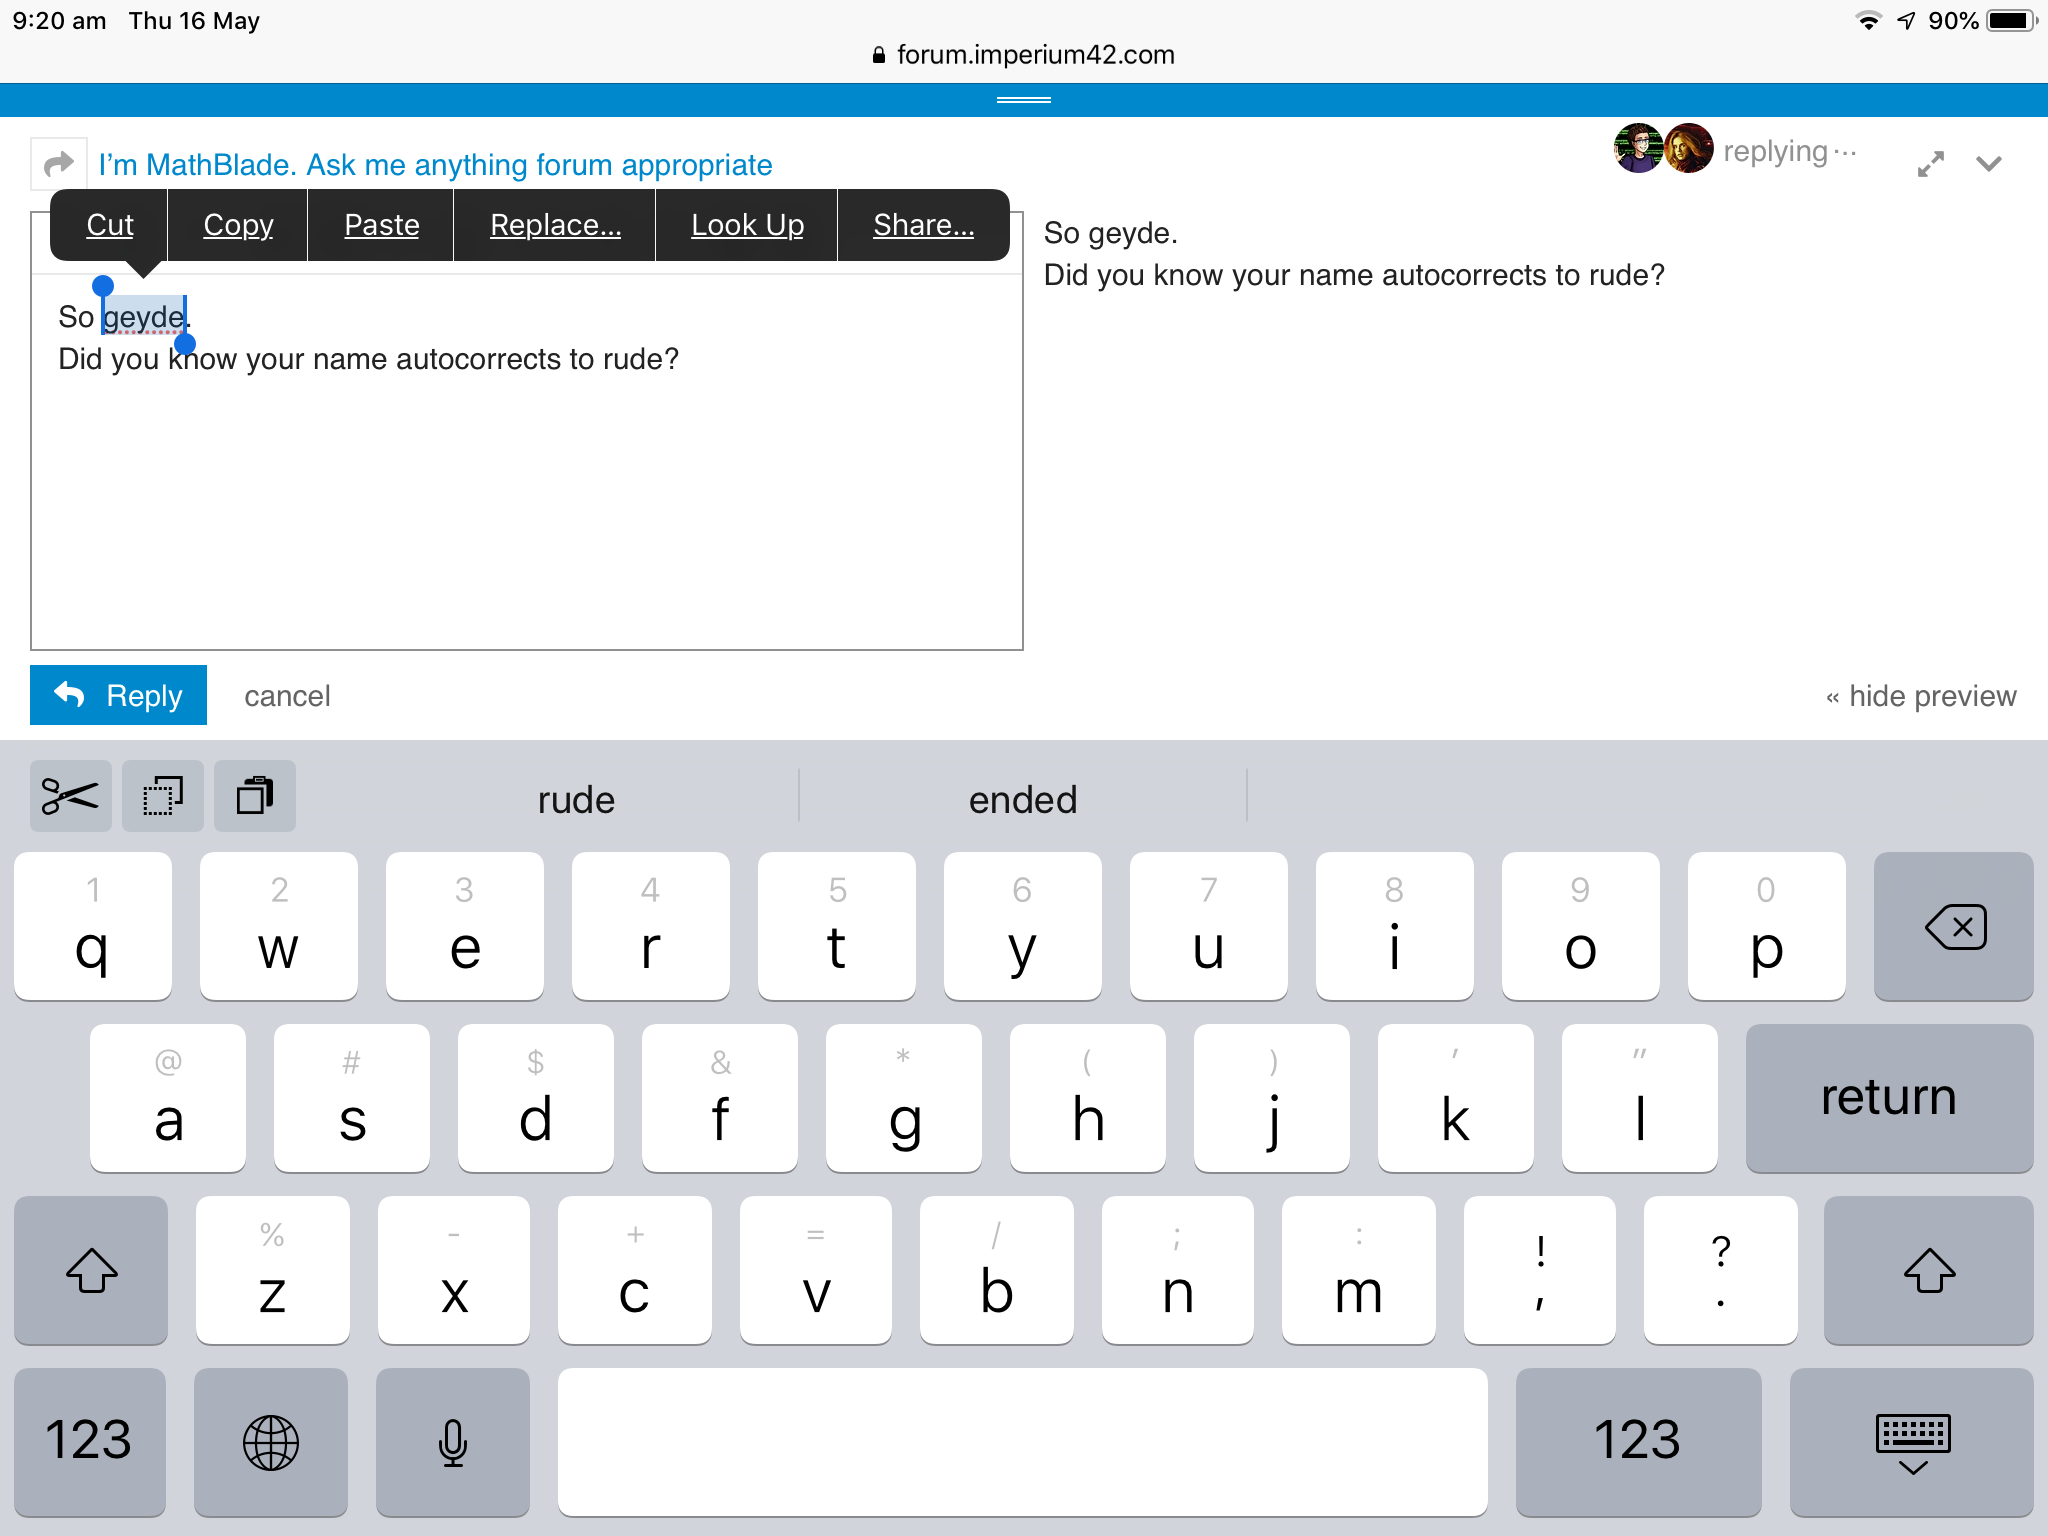 9:20 am Thu 16 May
90%
forum.imperium42.com
I’m MathBlade. Ask me anything forum appropriate
replying ···
Cut Copy Paste Replace... Look Up Share...
So geyde.
Did you know your name autocorrects to rude?
So geyde.
Did you know your name autocorrects to rude?
Reply cancel « hide preview
rude ended
1 2 3 4 5 6 7 8 9 0
q w e r t y u i o p
@ # $ & * ( ) ' "
a s d f g h j k l return
% - + = / ; : ! ?
z x c v b n m , .
123 123